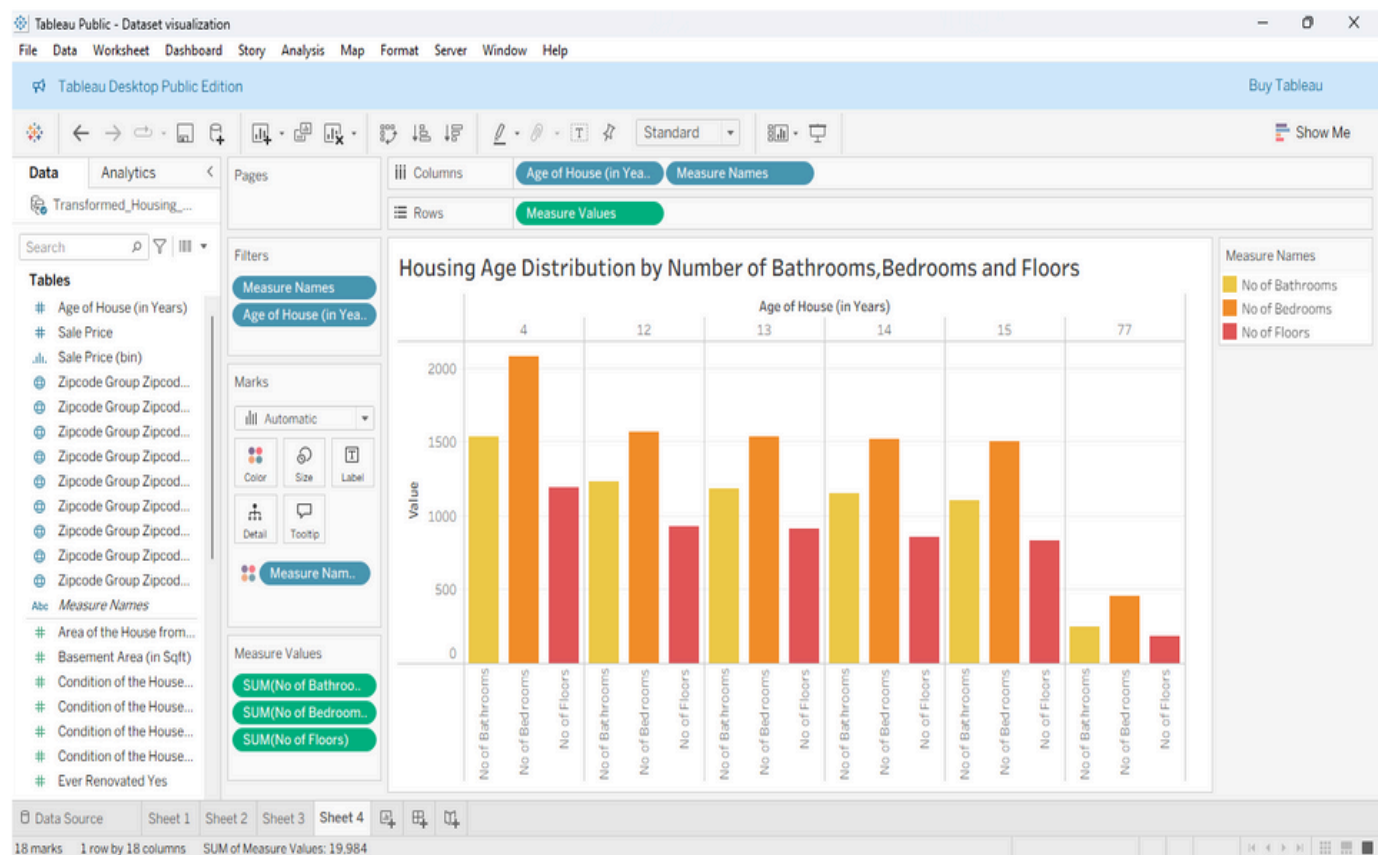 Tableau Public - Dataset visualization
File Data Worksheet Dashboard Story Analysis Map Format Server Window Help
Tableau Desktop Public Edition
Buy Tableau
Standard
Show Me
Data Analytics
Transformed_Housing_...
Search
Tables
Age of House (in Years)
Sale Price
Sale Price (bin)
Zipcode Group Zipcod...
Zipcode Group Zipcod...
Zipcode Group Zipcod...
Zipcode Group Zipcod...
Zipcode Group Zipcod...
Zipcode Group Zipcod...
Zipcode Group Zipcod...
Zipcode Group Zipcod...
Zipcode Group Zipcod...
Abc Measure Names
Area of the House from...
Basement Area (in Sqft)
Condition of the House...
Condition of the House...
Condition of the House...
Condition of the House...
Ever Renovated Yes
Pages
Filters
Measure Names
Age of House (in Yea..
Marks
Automatic
Color Size Label
Detail Tooltip
Measure Nam..
Measure Values
SUM(No of Bathroo..
SUM(No of Bedroom..
SUM(No of Floors)
Columns
Age of House (in Yea.. Measure Names
Rows
Measure Values
Housing Age Distribution by Number of Bathrooms,Bedrooms and Floors
Age of House (in Years)
4 12 13 14 15 77
Value
2000
1500
1000
500
0
No of Bathrooms
No of Bedrooms
No of Floors
No of Bathrooms
No of Bedrooms
No of Floors
No of Bathrooms
No of Bedrooms
No of Floors
No of Bathrooms
No of Bedrooms
No of Floors
No of Bathrooms
No of Bedrooms
No of Floors
No of Bathrooms
No of Bedrooms
No of Floors
Measure Names
No of Bathrooms
No of Bedrooms
No of Floors
Data Source Sheet 1 Sheet 2 Sheet 3 Sheet 4
18 marks 1 row by 18 columns SUM of Measure Values: 19,984